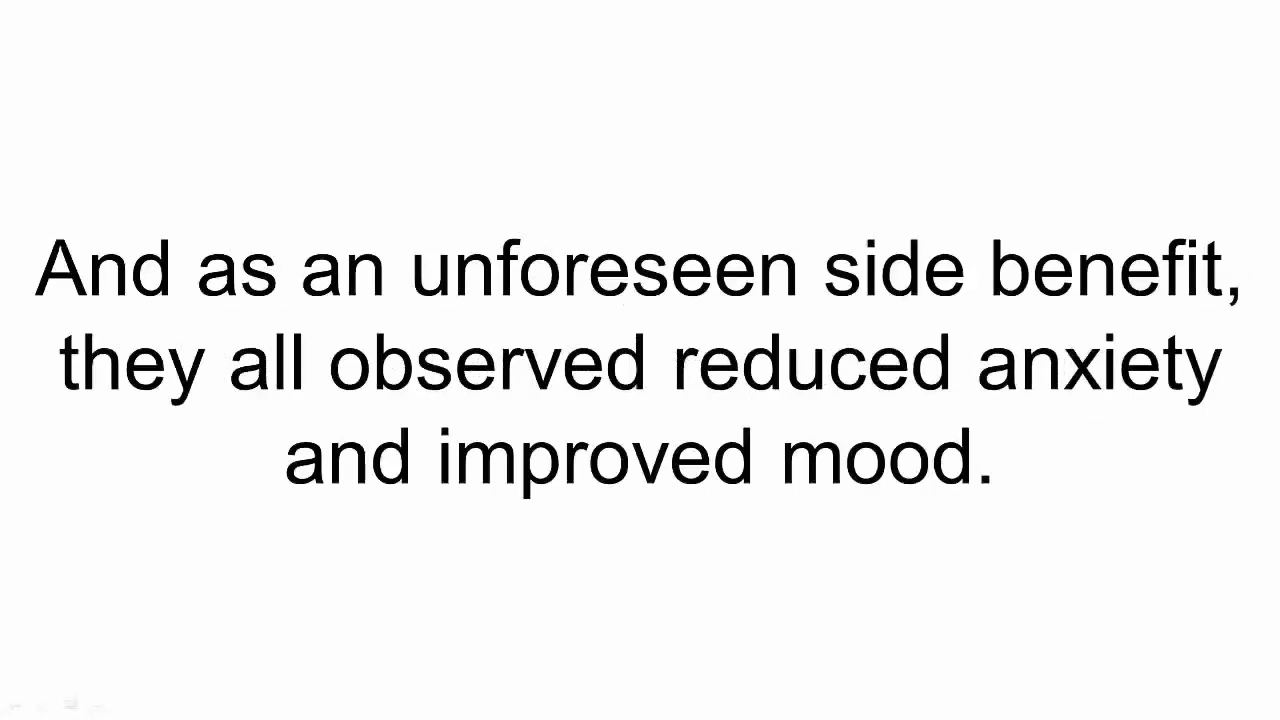 And as an unforeseen side benefit,
they all observed reduced anxiety
and improved mood.